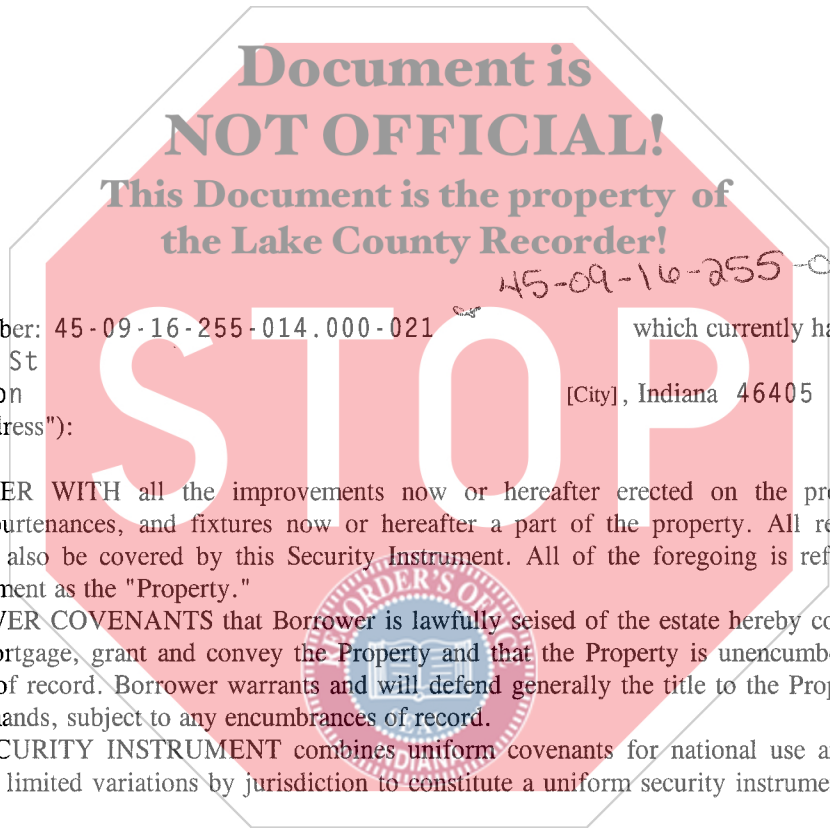 Document is
NOT OFFICIAL!
This Document is the property of
the Lake County Recorder!
45-09-16-255-0
ber: 45-09-16-255-014.000-021 which currently ha
St
on [City], Indiana 46405
ress"):
STOP
ER WITH all the improvements now or hereafter erected on the pr
urtenances, and fixtures now or hereafter a part of the property. All re
also be covered by this Security Instrument. All of the foregoing is ref
ment as the "Property."
VER COVENANTS that Borrower is lawfully seised of the estate hereby co
ortgage, grant and convey the Property and that the Property is unencumb
of record. Borrower warrants and will defend generally the title to the Prop
ands, subject to any encumbrances of record.
CURITY INSTRUMENT combines uniform covenants for national use a
limited variations by jurisdiction to constitute a uniform security instrume
RECORDER'S OFFICE
INDIANA